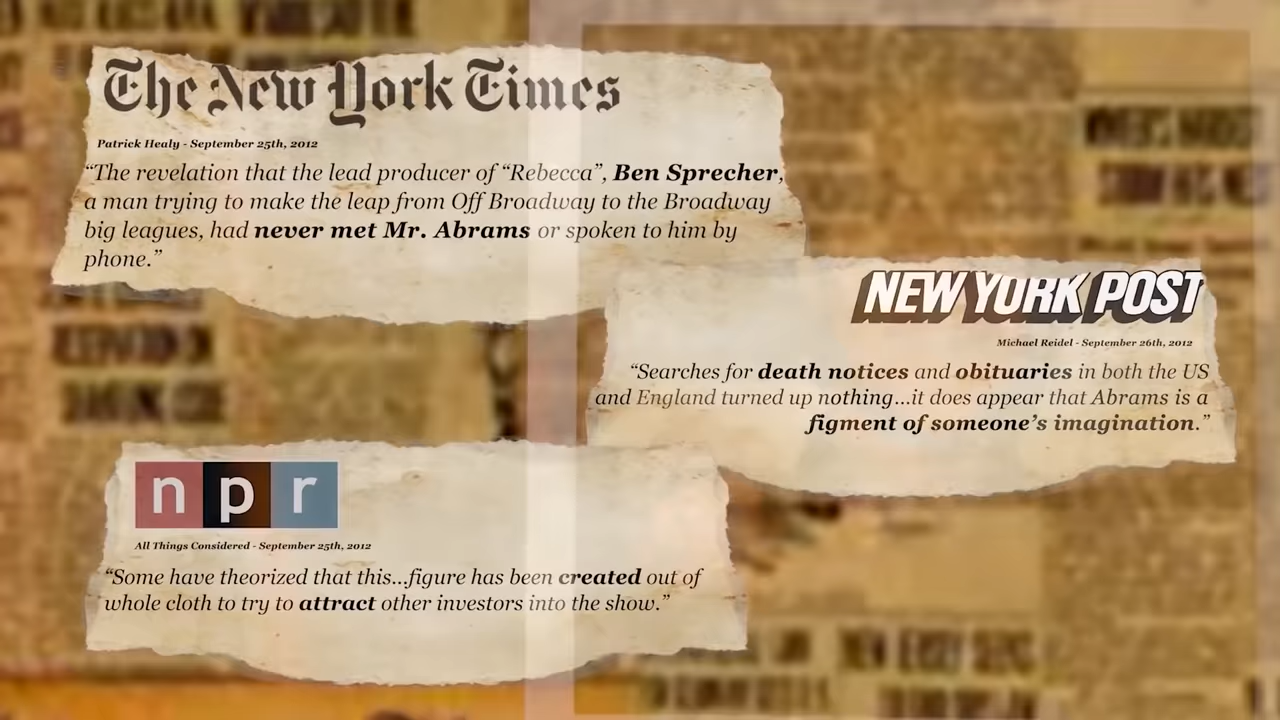 The New York Times
Patrick Healy - September 25th, 2012
“The revelation that the lead producer of “Rebecca”, Ben Sprecher,
a man trying to make the leap from Off Broadway to the Broadway
big leagues, had never met Mr. Abrams or spoken to him by
phone.”
NEW YORK POST
Michael Reidel - September 26th, 2012
“Searches for death notices and obituaries in both the US
and England turned up nothing...it does appear that Abrams is a
figment of someone’s imagination.”
npr
All Things Considered - September 25th, 2012
“Some have theorized that this...figure has been created out of
whole cloth to try to attract other investors into the show.”